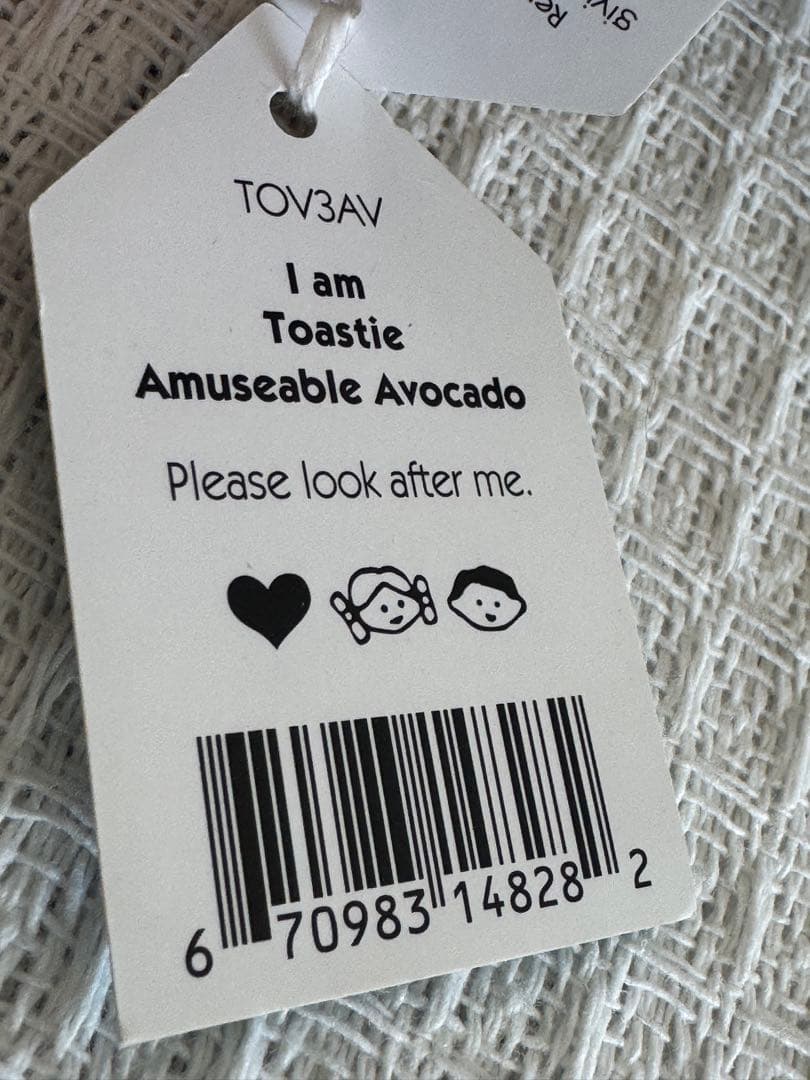 TOV3AV
I am
Toastie
Amuseable Avocado
Please look after me.
6 70983 14828 2